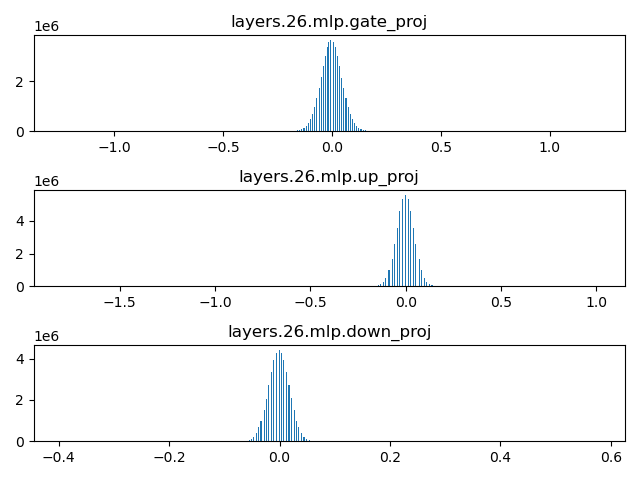 layers.26.mlp.gate_proj
1e6
2
0
−1.0 −0.5 0.0 0.5 1.0
layers.26.mlp.up_proj
1e6
4
2
0
−1.5 −1.0 −0.5 0.0 0.5 1.0
layers.26.mlp.down_proj
1e6
4
2
0
−0.4 −0.2 0.0 0.2 0.4 0.6